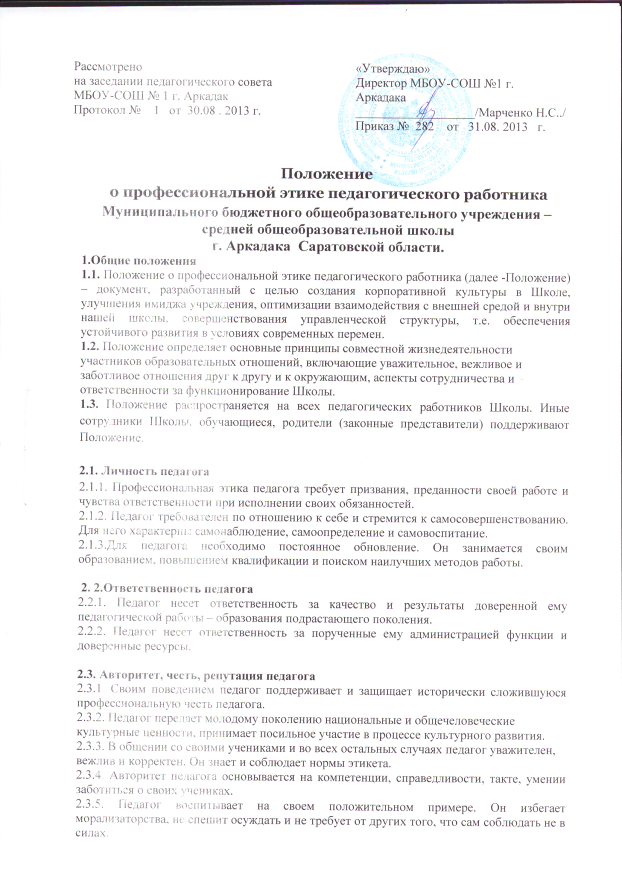 Рассмотрено
на заседании педагогического совета
МБОУ-СОШ № 1 г. Аркадак
Протокол № 1 от 30.08 . 2013 г.
«Утверждаю»
Директор МБОУ-СОШ №1 г.
Аркадака
___________________/Марченко Н.С../
Приказ № 282 от 31.08. 2013 г.
Положение
о профессиональной этике педагогического работника
Муниципального бюджетного общеобразовательного учреждения –
средней общеобразовательной школы
г. Аркадака Саратовской области.
1.Общие положения
1.1. Положение о профессиональной этике педагогического работника (далее -Положение)
– документ, разработанный с целью создания корпоративной культуры в Школе,
улучшения имиджа учреждения, оптимизации взаимодействия с внешней средой и внутри
нашей школы, совершенствования управленческой структуры, т.е. обеспечения
устойчивого развития в условиях современных перемен.
1.2. Положение определяет основные принципы совместной жизнедеятельности
участников образовательных отношений, включающие уважительное, вежливое и
заботливое отношения друг к другу и к окружающим, аспекты сотрудничества и
ответственности за функционирование Школы.
1.3. Положение распространяется на всех педагогических работников Школы. Иные
сотрудники Школы, обучающиеся, родители (законные представители) поддерживают
Положение.
2.1. Личность педагога
2.1.1. Профессиональная этика педагога требует призвания, преданности своей работе и
чувства ответственности при исполнении своих обязанностей.
2.1.2. Педагог требователен по отношению к себе и стремится к самосовершенствованию.
Для него характерны самонаблюдение, самоопределение и самовоспитание.
2.1.3.Для педагога необходимо постоянное обновление. Он занимается своим
образованием, повышением квалификации и поиском наилучших методов работы.
2. 2.Ответственность педагога
2.2.1. Педагог несет ответственность за качество и результаты доверенной ему
педагогической работы – образования подрастающего поколения.
2.2.2. Педагог несет ответственность за порученные ему администрацией функции и
доверенные ресурсы.
2.3. Авторитет, честь, репутация педагога
2.3.1 Своим поведением педагог поддерживает и защищает исторически сложившуюся
профессиональную честь педагога.
2.3.2. Педагог передает молодому поколению национальные и общечеловеческие
культурные ценности, принимает посильное участие в процессе культурного развития.
2.3.3. В общении со своими учениками и во всех остальных случаях педагог уважителен,
вежлив и корректен. Он знает и соблюдает нормы этикета.
2.3.4 Авторитет педагога основывается на компетенции, справедливости, такте, умении
заботиться о своих учениках.
2.3.5. Педагог воспитывает на своем положительном примере. Он избегает
морализаторства, не спешит осуждать и не требует от других того, что сам соблюдать не в
силах.